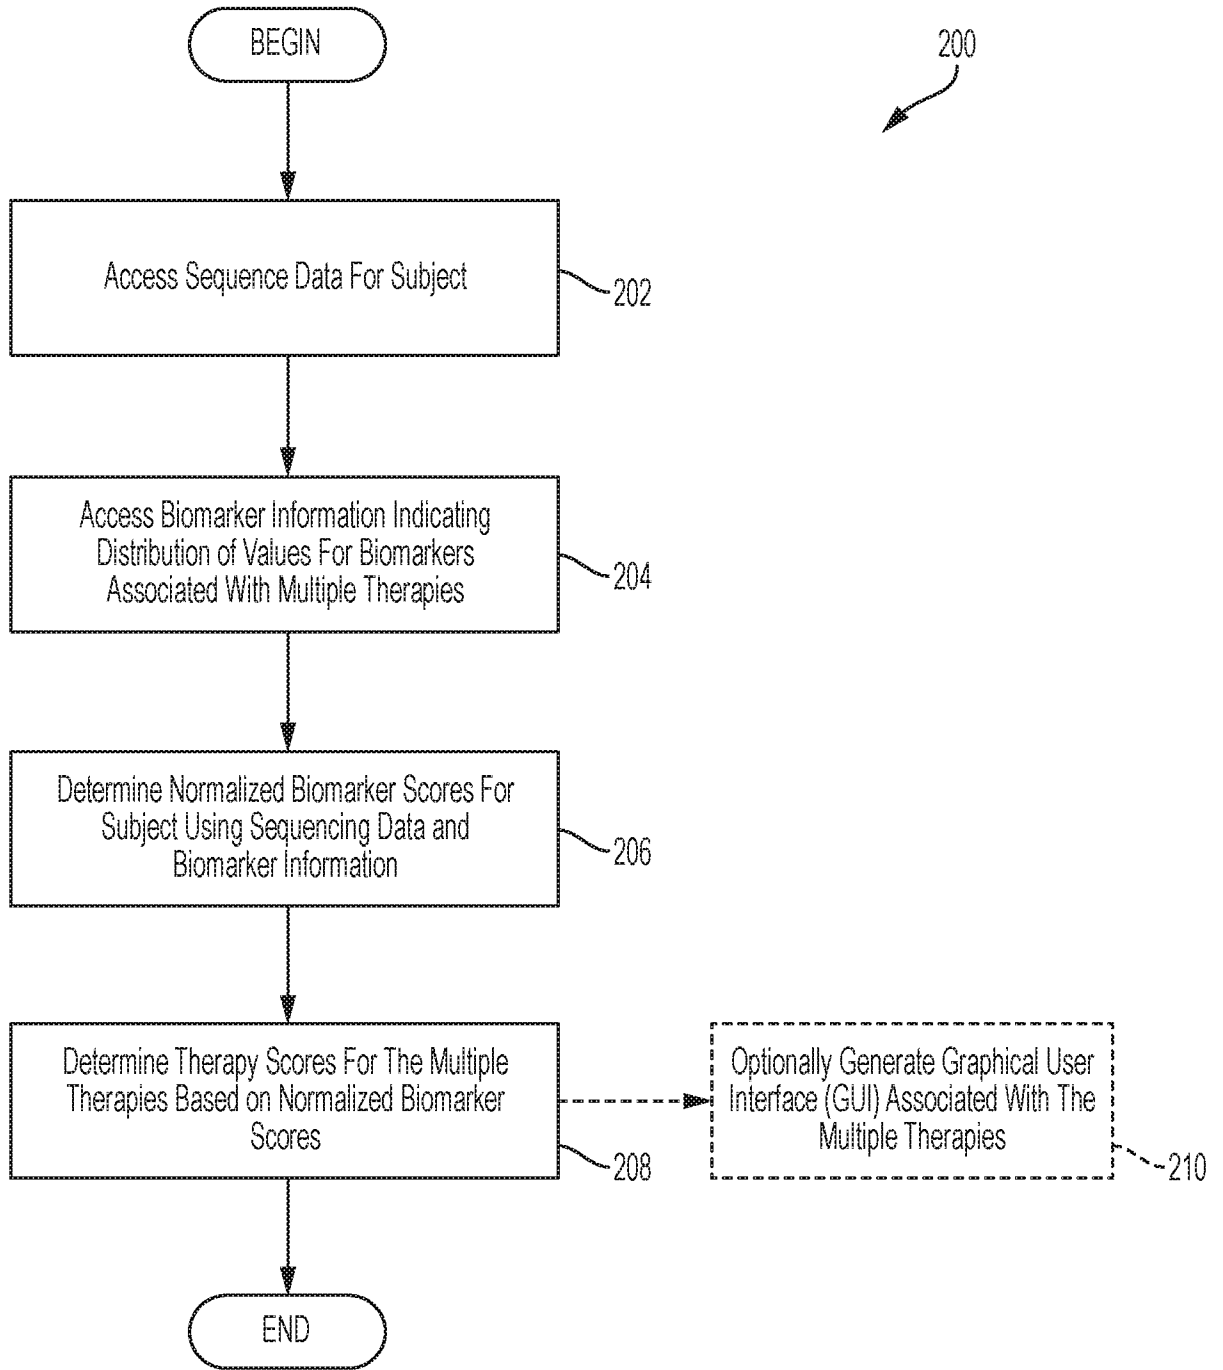 BEGIN
200
Access Sequence Data For Subject
202
Access Biomarker Information Indicating
Distribution of Values For Biomarkers
Associated With Multiple Therapies
204
Determine Normalized Biomarker Scores For
Subject Using Sequencing Data and
Biomarker Information
206
Determine Therapy Scores For The Multiple
Therapies Based on Normalized Biomarker
Scores
208
Optionally Generate Graphical User
Interface (GUI) Associated With The
Multiple Therapies
210
END